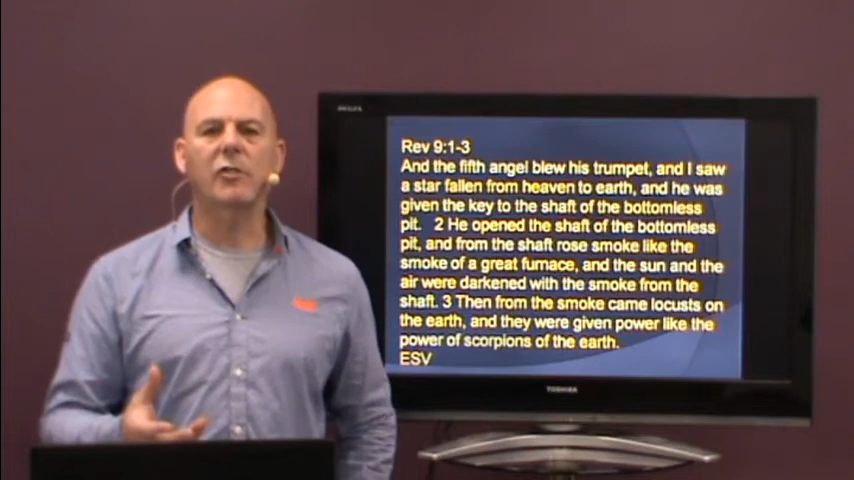 PHILIPS
Rev 9:1-3
And the fifth angel blew his trumpet, and I saw
a star fallen from heaven to earth, and he was
given the key to the shaft of the bottomless
pit. 2 He opened the shaft of the bottomless
pit, and from the shaft rose smoke like the
smoke of a great furnace, and the sun and the
air were darkened with the smoke from the
shaft. 3 Then from the smoke came locusts on
the earth, and they were given power like the
power of scorpions of the earth.
ESV
TOSHIBA